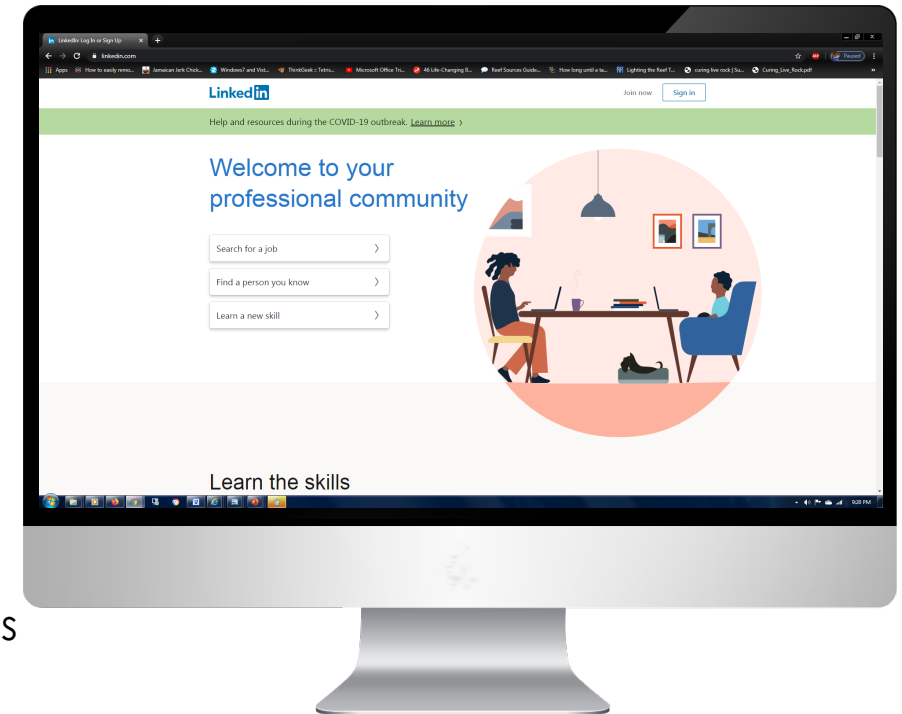 LinkedIn: Log In or Sign Up
linkedin.com
Paused
Apps How to easily remo... Jamaican Jerk Chick... Windows7 and Vist... ThinkGeek :: Tetris... Microsoft Office Tri... 46 Life-Changing R... Reef Sources Guide... How long until a ta... Lighting the Reef T... curing live rock | Su... Curing_Live_Rock.pdf »
Linked in
Join now Sign in
Help and resources during the COVID-19 outbreak. Learn more >
Welcome to your
professional community
Search for a job
Find a person you know
Learn a new skill
Learn the skills
9:28 PM
S